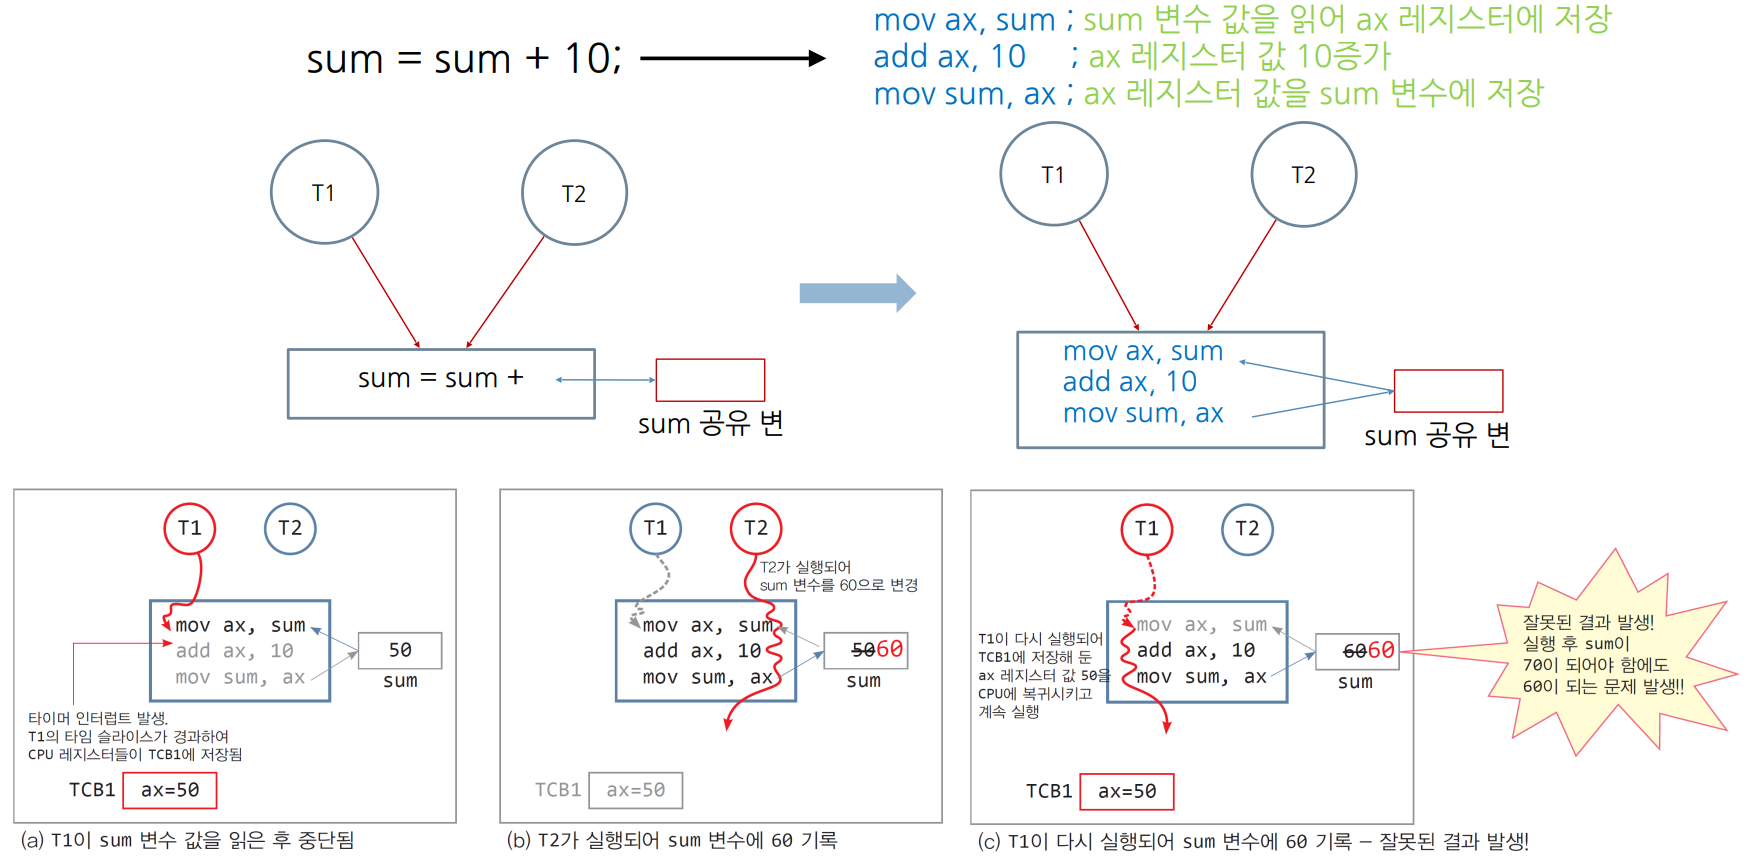 sum = sum + 10;
mov ax, sum ; sum 변수 값을 읽어 ax 레지스터에 저장
add ax, 10 ; ax 레지스터 값 10증가
mov sum, ax ; ax 레지스터 값을 sum 변수에 저장
T1
T2
sum = sum +
sum 공유 변
T1
T2
mov ax, sum
add ax, 10
mov sum, ax
sum 공유 변
T1
T2
mov ax, sum
add ax, 10
mov sum, ax
50
sum
타이머 인터럽트 발생.
T1의 타임 슬라이스가 경과하여
CPU 레지스터들이 TCB1에 저장됨
TCB1
ax=50
(a) T1이 sum 변수 값을 읽은 후 중단됨
T1
T2
T2가 실행되어
sum 변수를 60으로 변경
mov ax, sum
add ax, 10
mov sum, ax
5060
sum
TCB1
ax=50
(b) T2가 실행되어 sum 변수에 60 기록
T1
T2
T1이 다시 실행되어
TCB1에 저장해 둔
ax 레지스터 값 50을
CPU에 복귀시키고
계속 실행
mov ax, sum
add ax, 10
mov sum, ax
6060
sum
TCB1
ax=50
잘못된 결과 발생!
실행 후 sum이
70이 되어야 함에도
60이 되는 문제 발생!!
(c) T1이 다시 실행되어 sum 변수에 60 기록 – 잘못된 결과 발생!